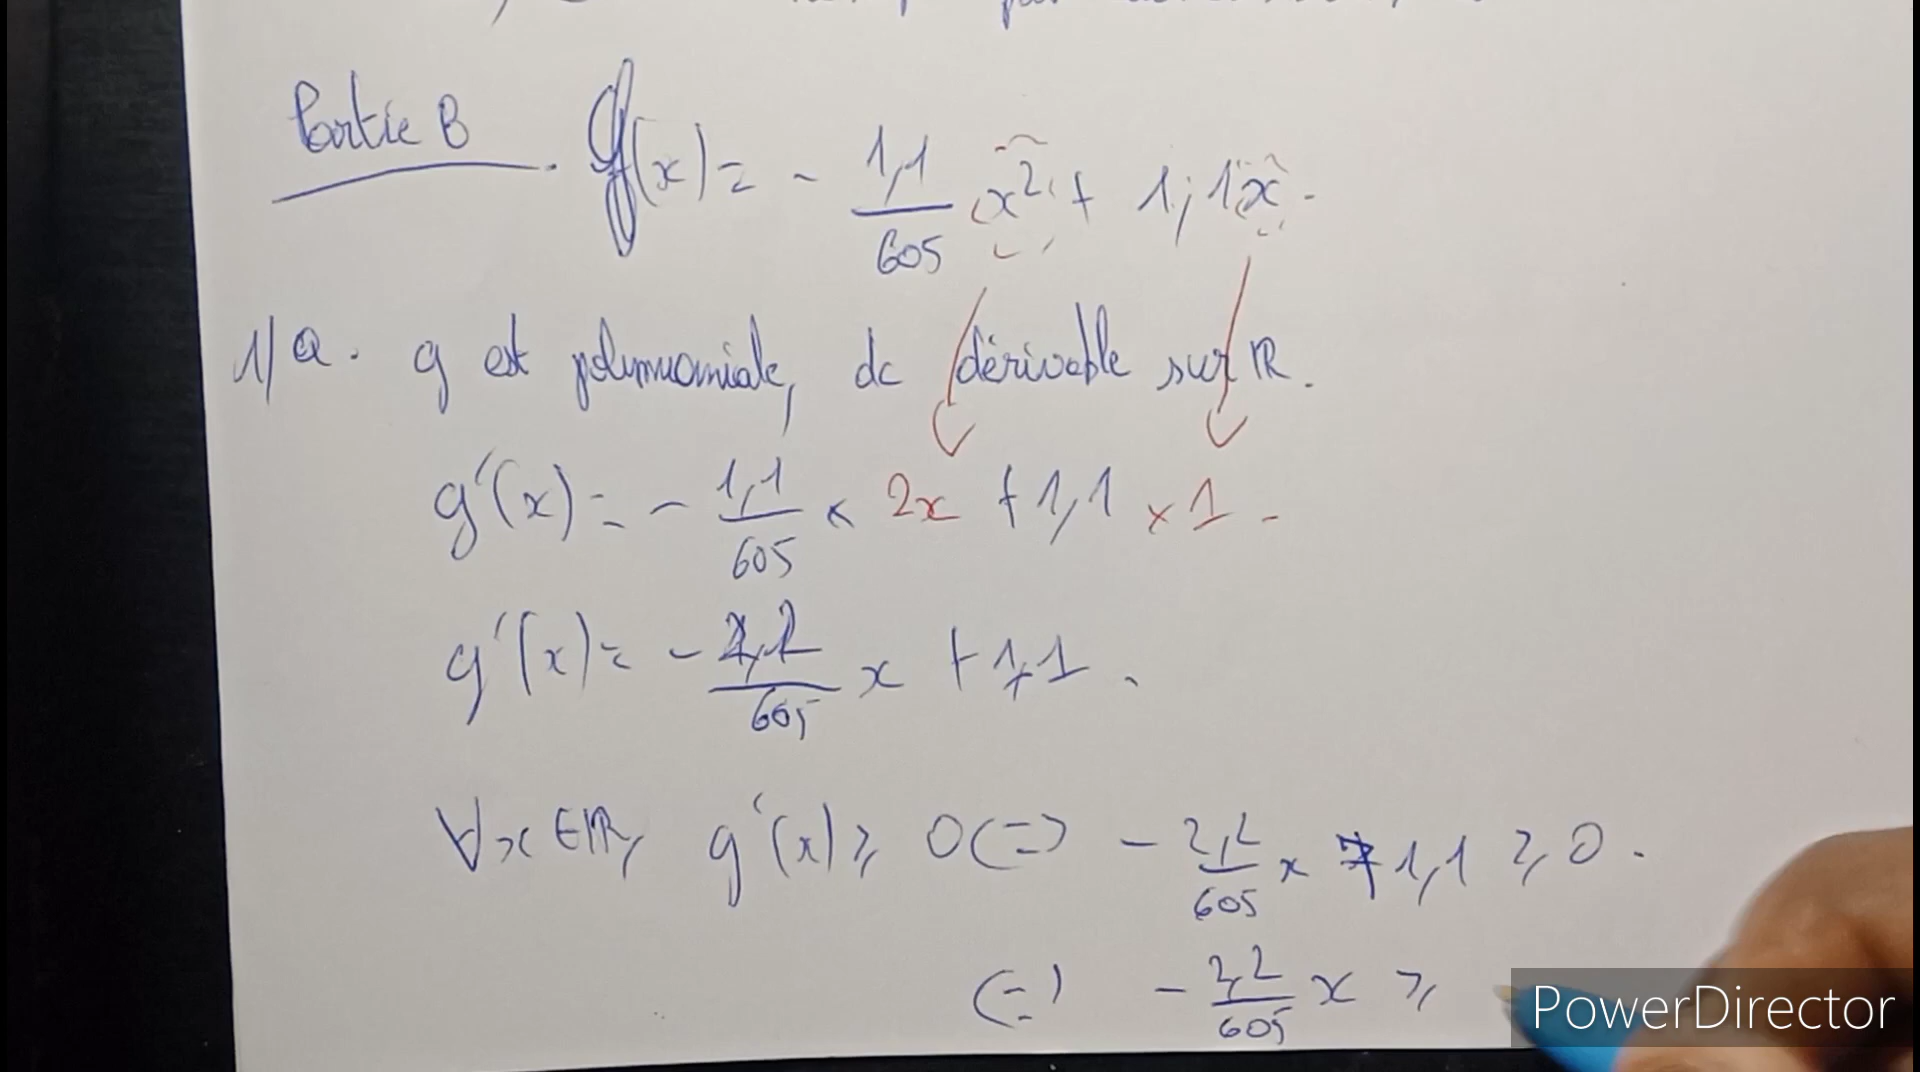 Partie B. g(x) = - 1,1/605 x² + 1,1x.
1/ a. g est polynomiale, dc dérivable sur ℝ.
g'(x) = - 1,1/605 × 2x + 1,1 × 1.
g'(x) = - 2,2/605 x + 1,1.
∀x ∈ ℝ, g'(x) ≥ 0 (=) - 2,2/605 x + 1,1 ≥ 0.
(=) - 2,2/605 x ≥
PowerDirector